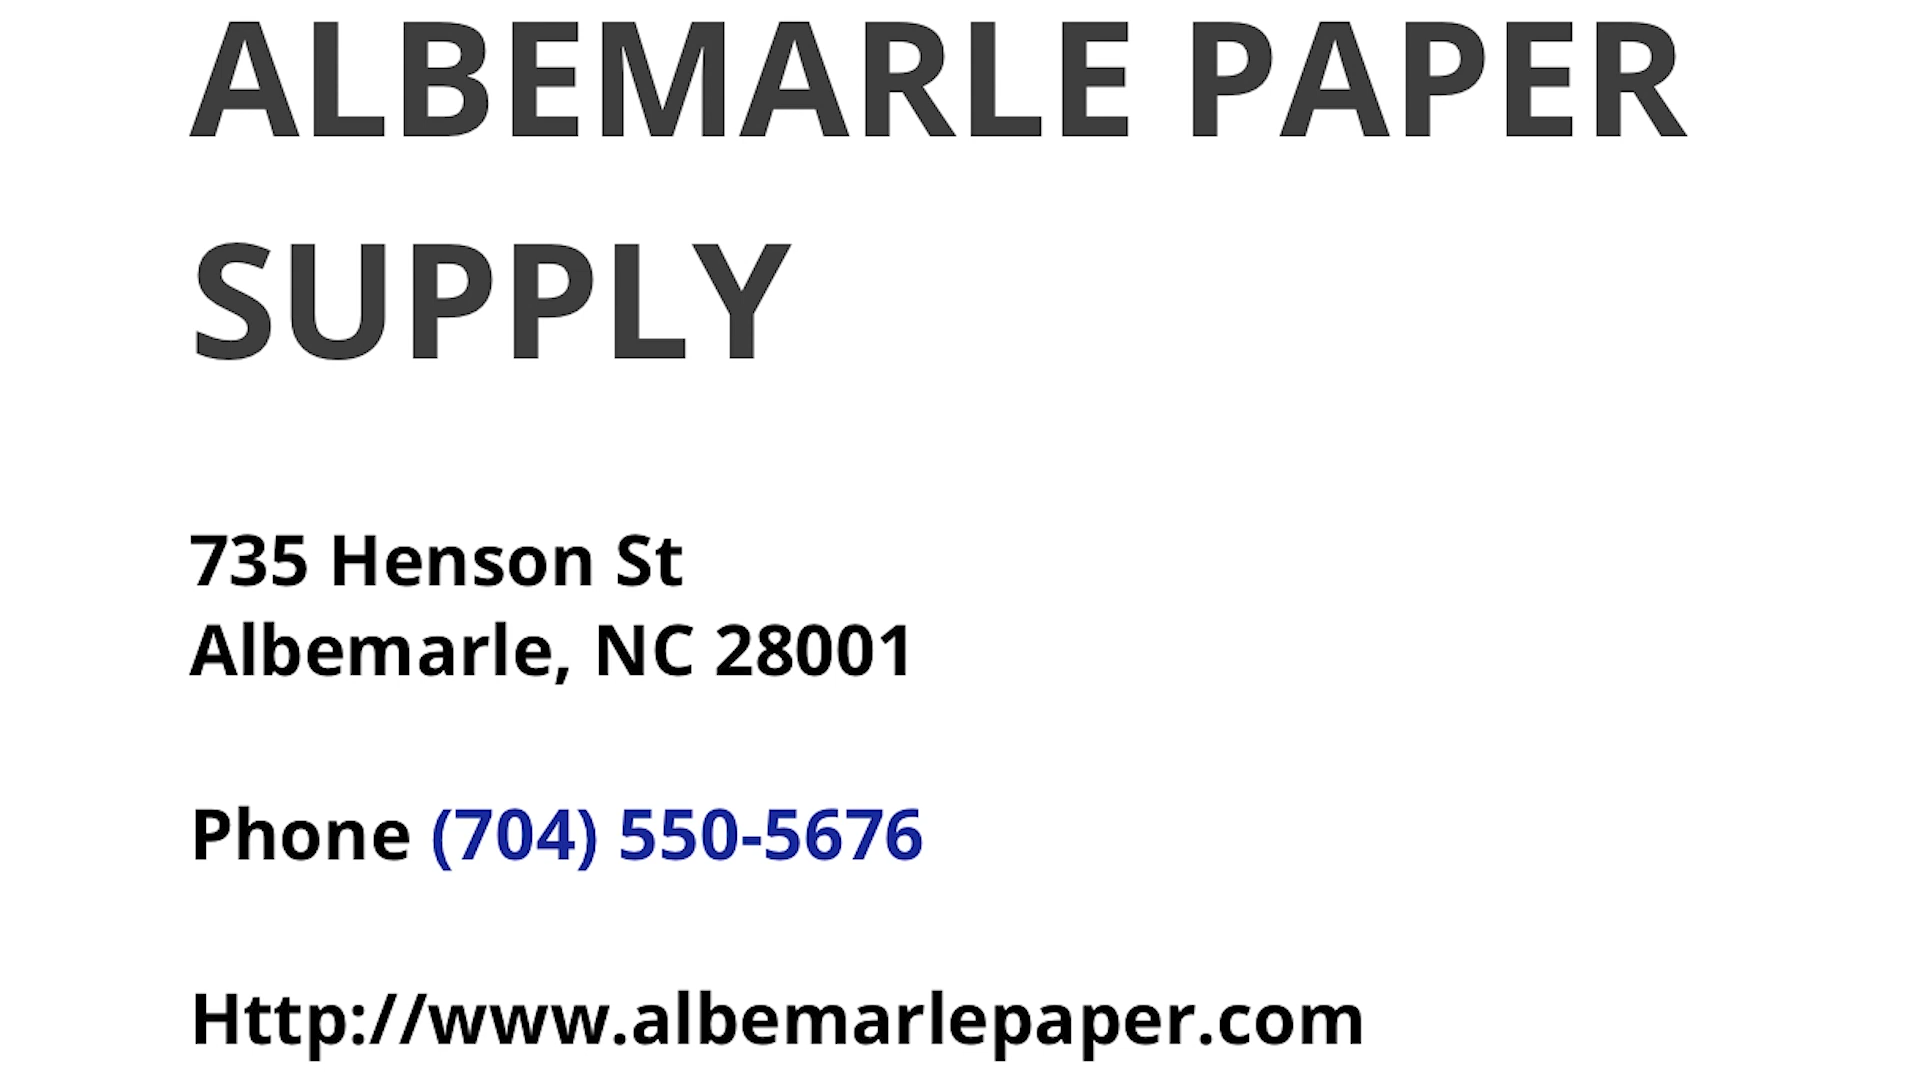 ALBEMARLE PAPER
SUPPLY
735 Henson St
Albemarle, NC 28001
Phone (704) 550-5676
Http://www.albemarlepaper.com